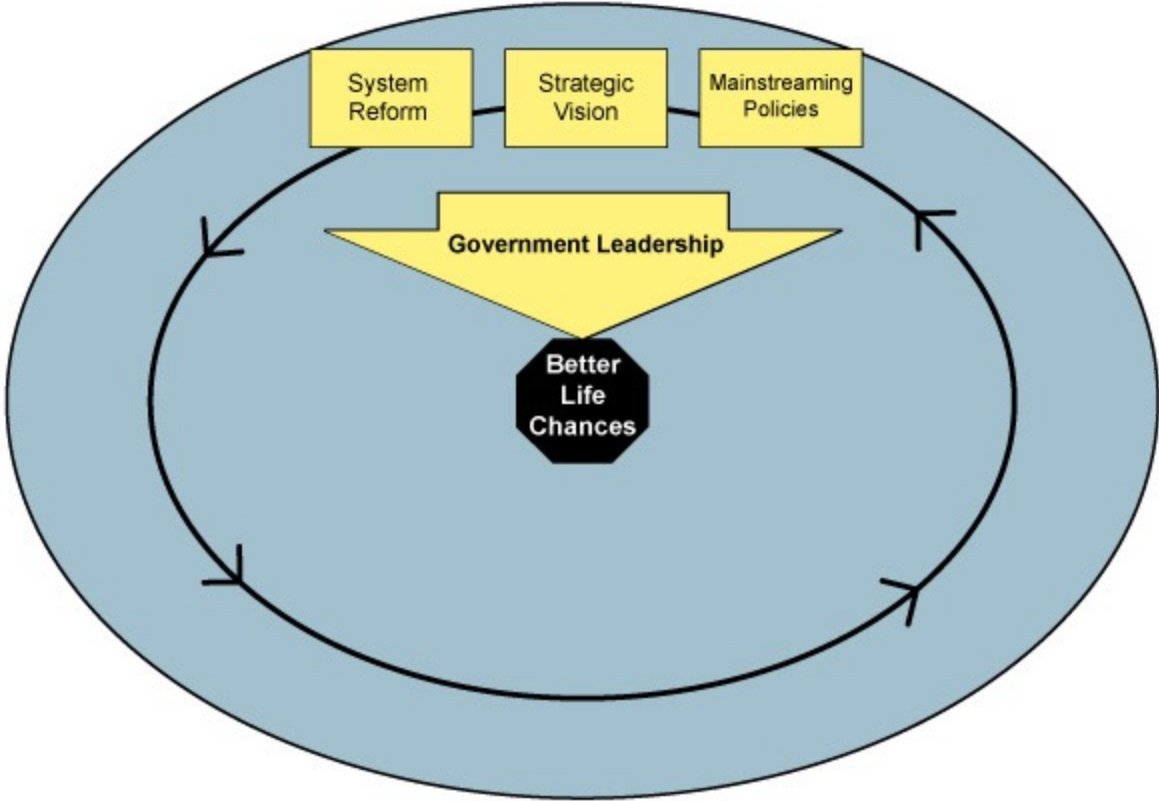 System
Reform
Strategic
Vision
Mainstreaming
Policies
Government Leadership
Better
Life
Chances